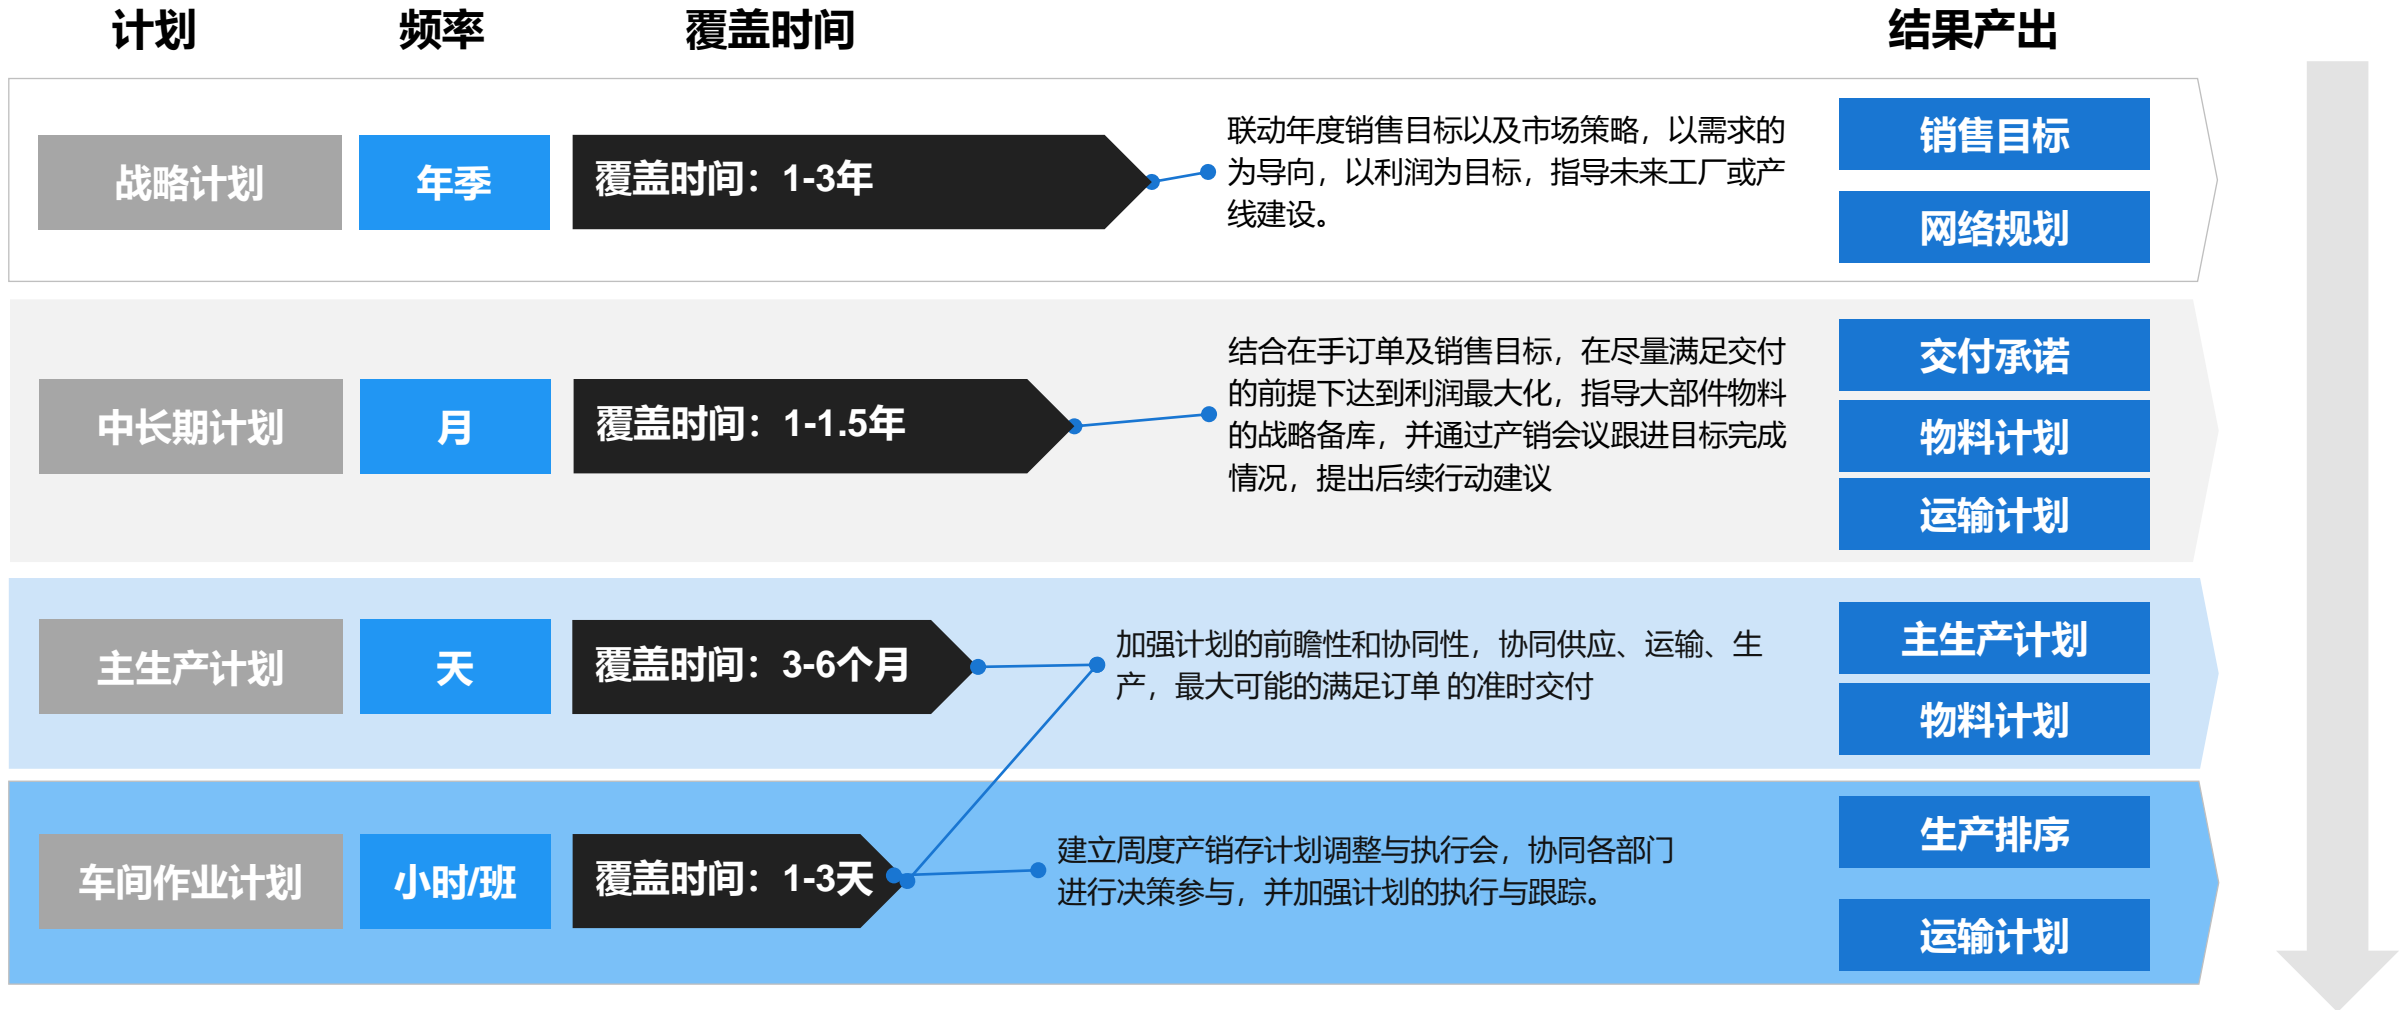 计划
频率
覆盖时间
结果产出
战略计划
年季
覆盖时间：1-3年
联动年度销售目标以及市场策略，以需求的
为导向，以利润为目标，指导未来工厂或产
线建设。
销售目标
网络规划
中长期计划
月
覆盖时间：1-1.5年
结合在手订单及销售目标，在尽量满足交付
的前提下达到利润最大化，指导大部件物料
的战略备库，并通过产销会议跟进目标完成
情况，提出后续行动建议
交付承诺
物料计划
运输计划
主生产计划
天
覆盖时间：3-6个月
加强计划的前瞻性和协同性，协同供应、运输、生
产，最大可能的满足订单 的准时交付
主生产计划
物料计划
车间作业计划
小时/班
覆盖时间：1-3天
建立周度产销存计划调整与执行会，协同各部门
进行决策参与，并加强计划的执行与跟踪。
生产排序
运输计划